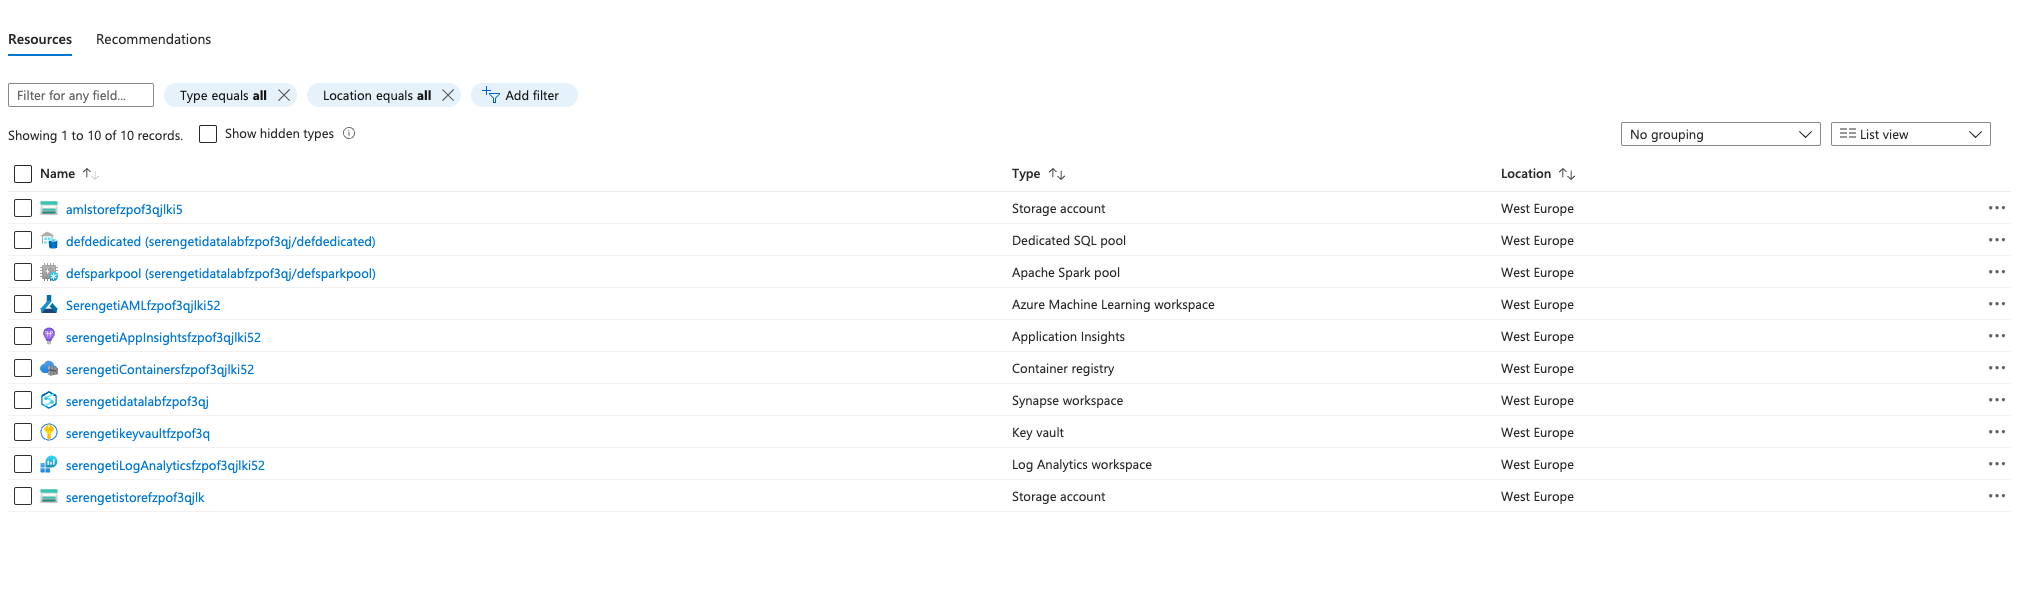 Resources Recommendations
Filter for any field... Type equals all Location equals all Add filter
Showing 1 to 10 of 10 records. Show hidden types No grouping List view
Name Type Location
amlstorefzpof3qjlki5 Storage account West Europe
defdedicated (serengetidatalabfzpof3qj/defdedicated) Dedicated SQL pool West Europe
defsparkpool (serengetidatalabfzpof3qj/defsparkpool) Apache Spark pool West Europe
SerengetiAMLfzpof3qjlki52 Azure Machine Learning workspace West Europe
serengetiAppInsightsfzpof3qjlki52 Application Insights West Europe
serengetiContainersfzpof3qjlki52 Container registry West Europe
serengetidatalabfzpof3qj Synapse workspace West Europe
serengetikeyvaultfzpof3q Key vault West Europe
serengetiLogAnalyticsfzpof3qjlki52 Log Analytics workspace West Europe
serengetistorefzpof3qjlk Storage account West Europe